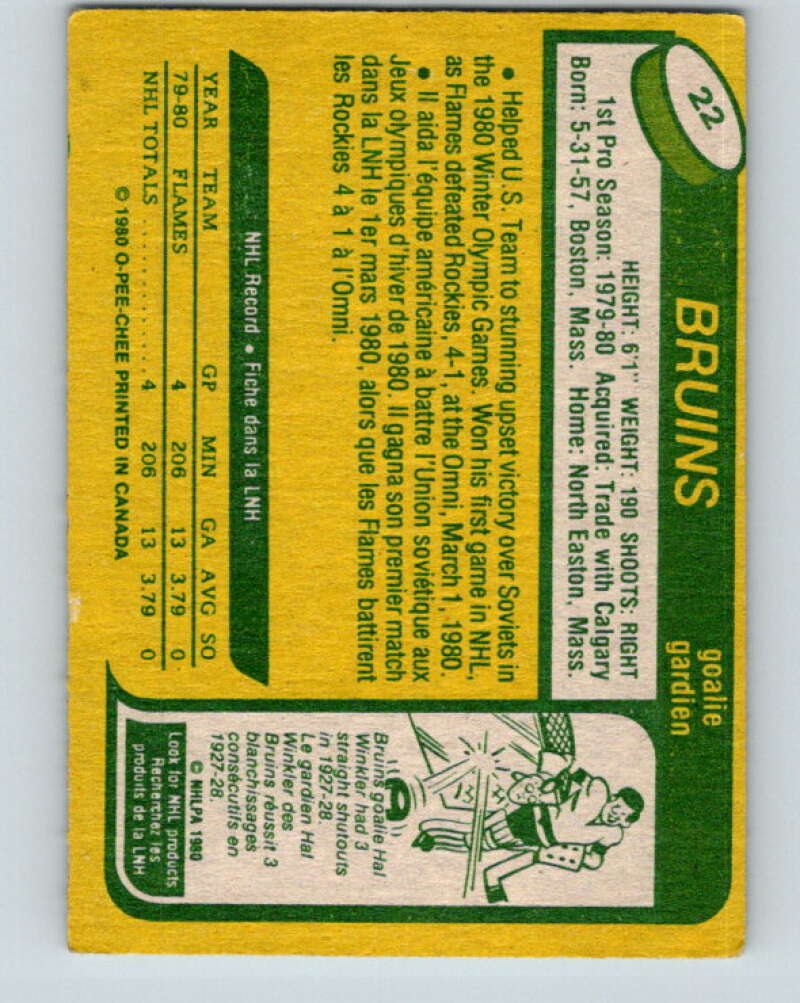 22
BRUINS
goalie
gardien
HEIGHT: 6'1" WEIGHT: 190 SHOOTS: RIGHT
1st Pro Season: 1979-80 Acquired: Trade with Calgary
Born: 5-31-57, Boston, Mass. Home: North Easton, Mass.
• Helped U.S. Team to stunning upset victory over Soviets in
the 1980 Winter Olympic Games. Won his first game in NHL,
as Flames defeated Rockies, 4-1, at the Omni, March 1, 1980.
• Il aida l'équipe américaine à battre l'Union soviétique aux
Jeux olympiques d'hiver de 1980. Il gagna son premier match
dans la LNH le 1er mars 1980, alors que les Flames battirent
les Rockies 4 à 1 à l'Omni.
NHL Record • Fiche dans la LNH
YEAR TEAM GP MIN GA AVG SO
79-80 FLAMES 4 206 13 3.79 0
NHL TOTALS .......... 4 206 13 3.79 0
© 1980 O-PEE-CHEE PRINTED IN CANADA
13
Bruins goalie Hal
Winkler had 3
straight shutouts
in 1927-28.
Le gardien Hal
Winkler des
Bruins réussit 3
blanchissages
consécutifs en
1927-28.
© NHLPA 1980
Look for NHL products
Recherchez les
produits de la LNH